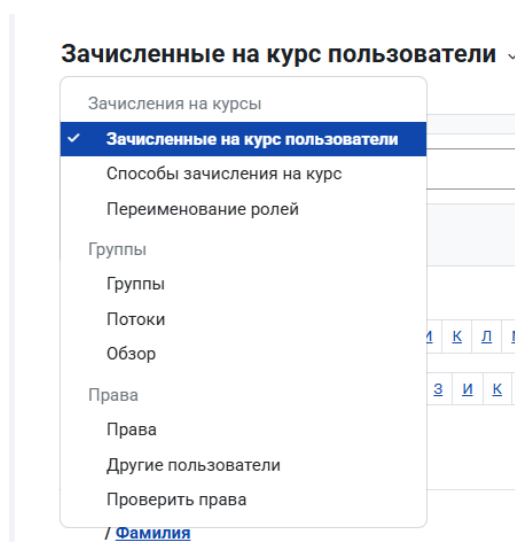 Зачисленные на курс пользователи
Зачисления на курсы
Зачисленные на курс пользователи
Способы зачисления на курс
Переименование ролей
Группы
Группы
Потоки
Обзор
И К Л
З И К
Права
Права
Другие пользователи
Проверить права
/ Фамилия